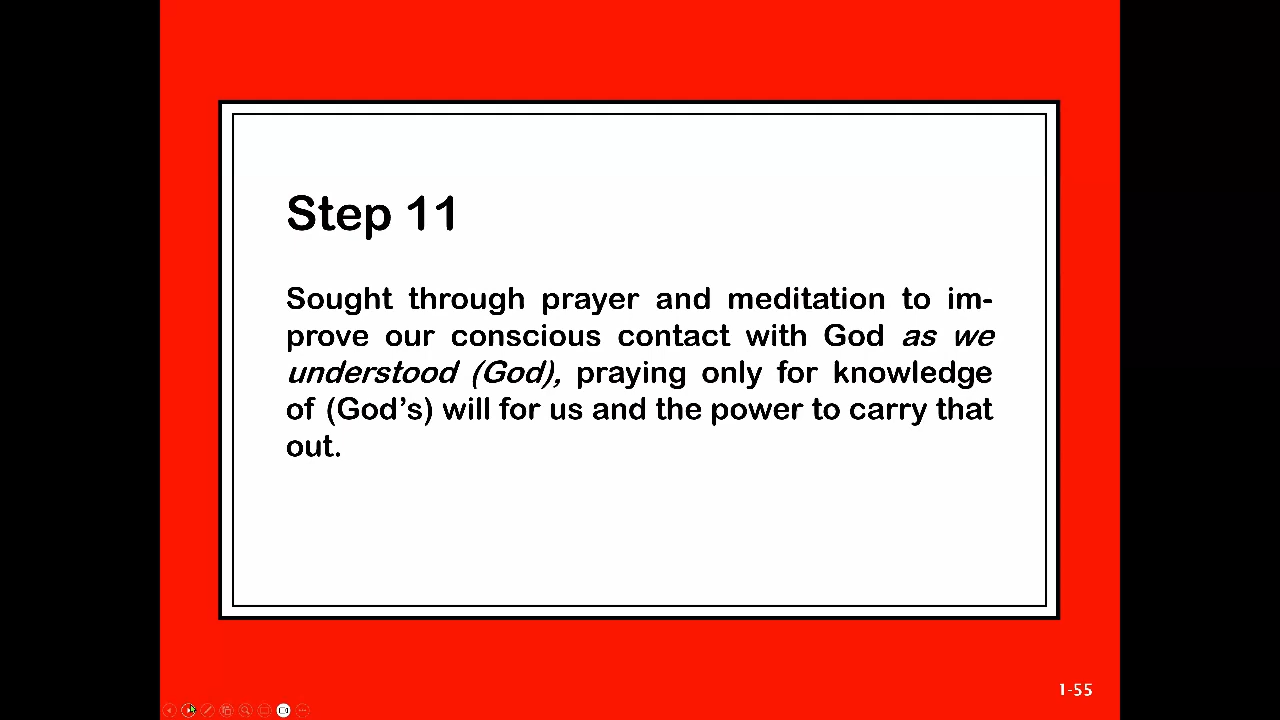 Step 11
Sought through prayer and meditation to im-
prove our conscious contact with God as we
understood (God), praying only for knowledge
of (God’s) will for us and the power to carry that
out.
1-55